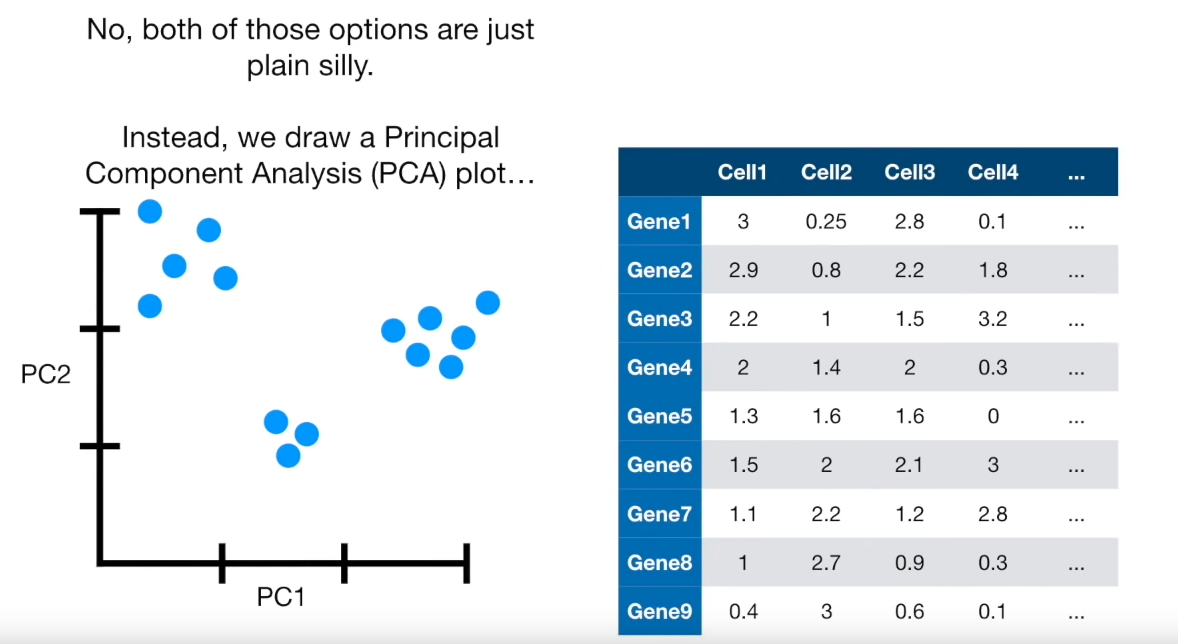 No, both of those options are just
plain silly.
Instead, we draw a Principal
Component Analysis (PCA) plot…
PC2
PC1
Cell1 Cell2 Cell3 Cell4 ...
Gene1 3 0.25 2.8 0.1 ...
Gene2 2.9 0.8 2.2 1.8 ...
Gene3 2.2 1 1.5 3.2 ...
Gene4 2 1.4 2 0.3 ...
Gene5 1.3 1.6 1.6 0 ...
Gene6 1.5 2 2.1 3 ...
Gene7 1.1 2.2 1.2 2.8 ...
Gene8 1 2.7 0.9 0.3 ...
Gene9 0.4 3 0.6 0.1 ...